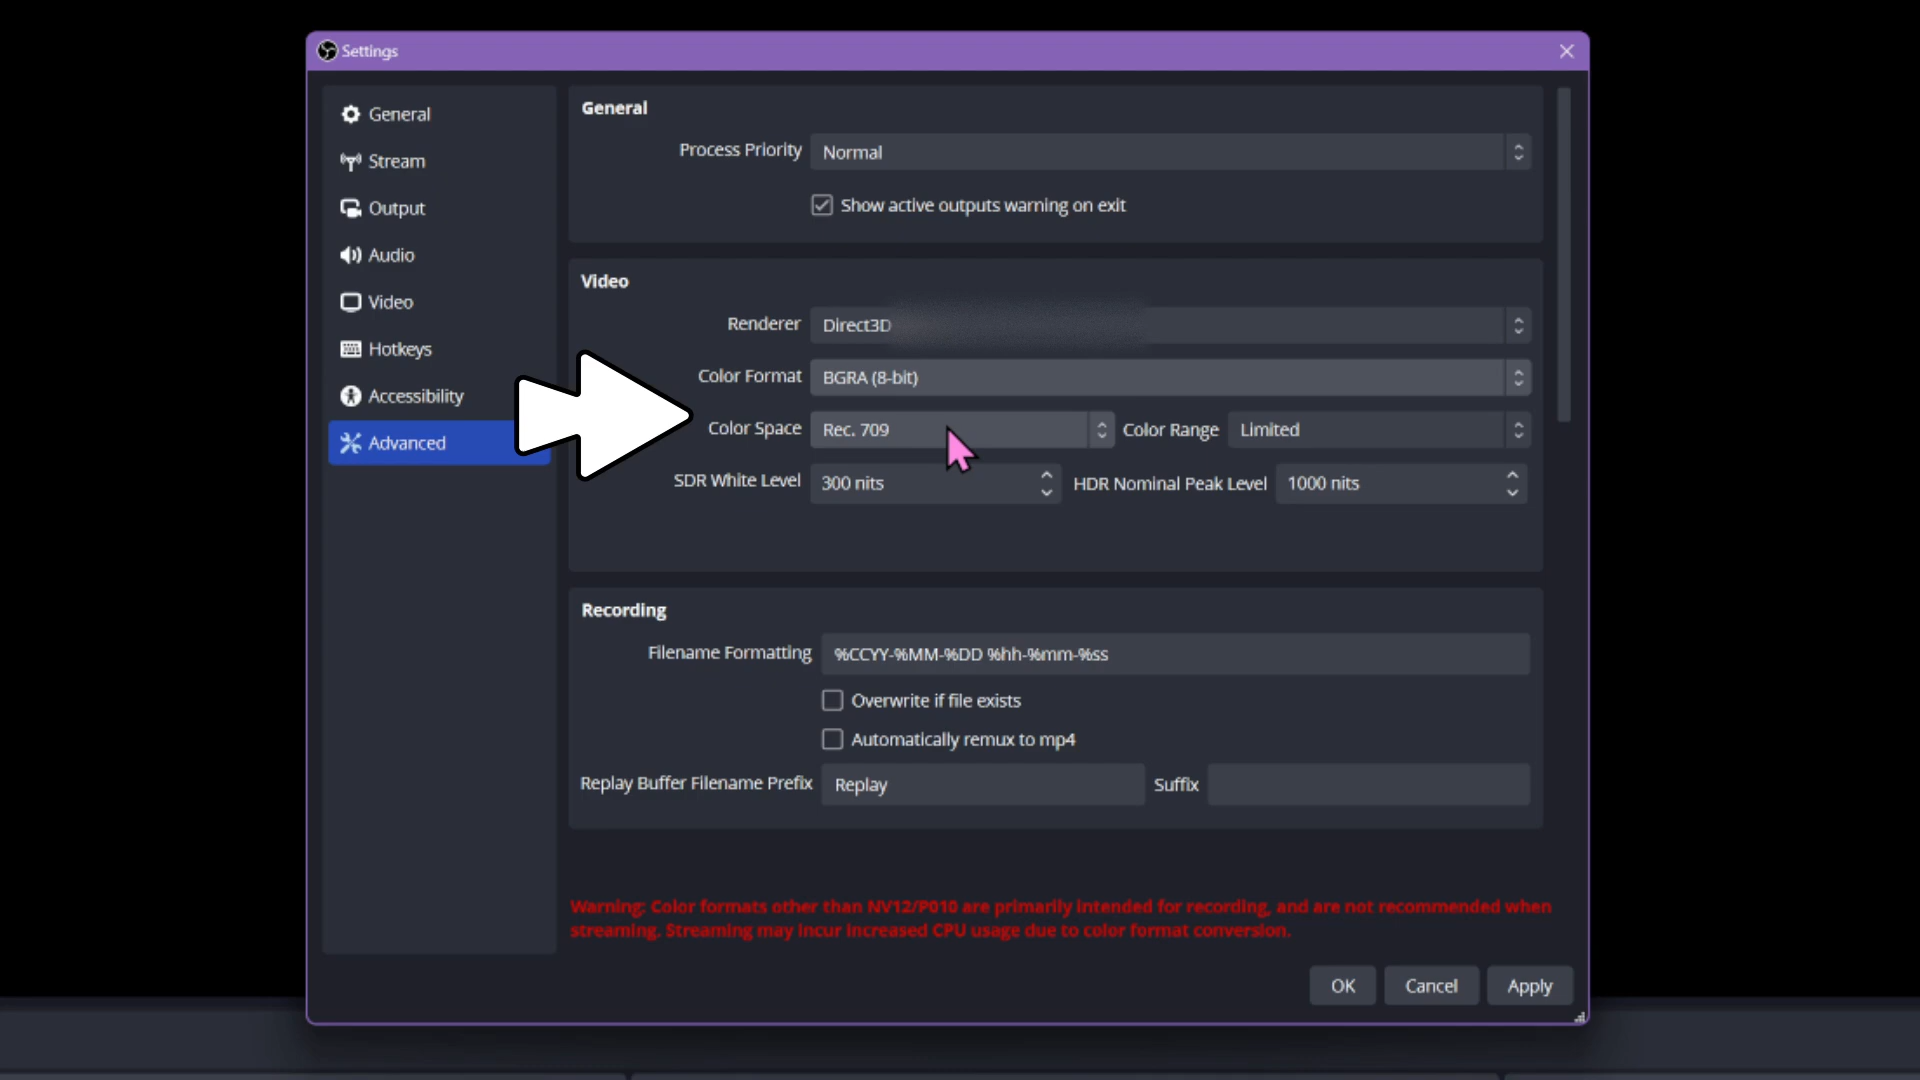 Settings
General
Stream
Output
Audio
Video
Hotkeys
Accessibility
Advanced
General
Process Priority Normal
Show active outputs warning on exit
Video
Renderer Direct3D
Color Format BGRA (8-bit)
Color Space Rec. 709 Color Range Limited
SDR White Level 300 nits HDR Nominal Peak Level 1000 nits
Recording
Filename Formatting %CCYY-%MM-%DD %hh-%mm-%ss
Overwrite if file exists
Automatically remux to mp4
Replay Buffer Filename Prefix Replay Suffix
Warning: Color formats other than NV12/P010 are primarily intended for recording, and are not recommended when
streaming. Streaming may incur increased CPU usage due to color format conversion.
OK Cancel Apply